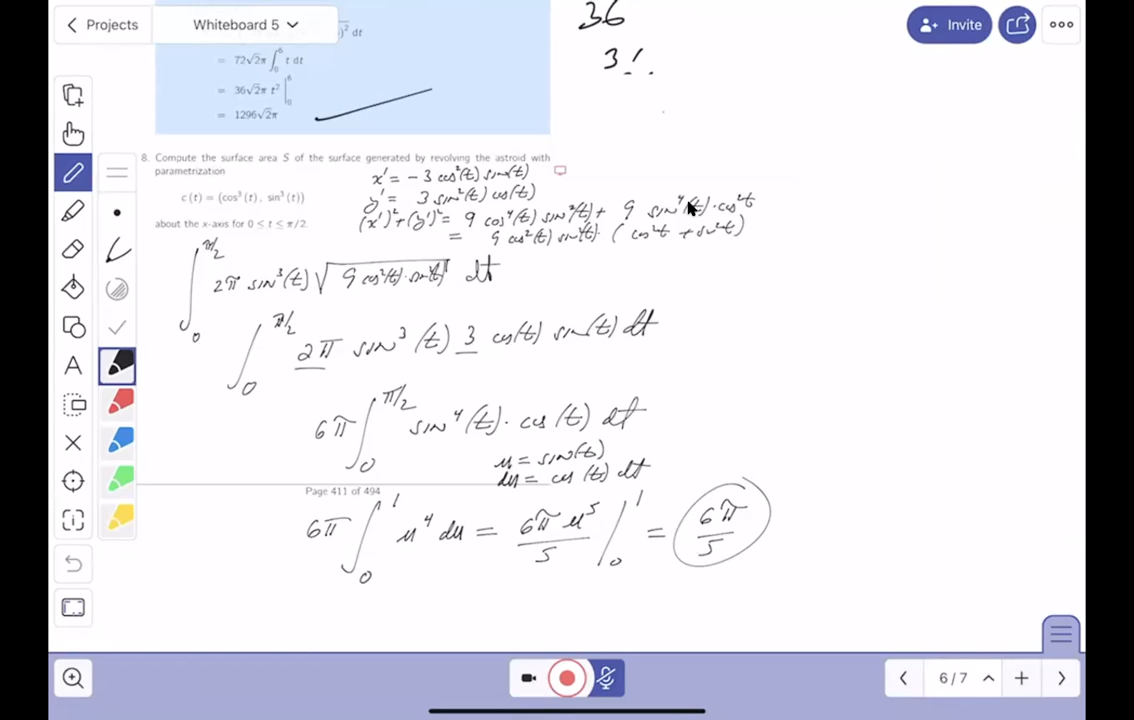 Projects
Whiteboard 5
Invite
)² dt
= 72√2π ∫₀⁶ t dt
= 36√2π t² |₀⁶
= 1296√2π
36
3!..
8. Compute the surface area S of the surface generated by revolving the astroid with
parametrization
c (t) = (cos³ (t) , sin³ (t))
about the x-axis for 0 ≤ t ≤ π/2.
x' = -3 cos²(t) sin(t)
y' = 3 sin²(t) cos(t)
(x')² + (y')² = 9 cos⁴(t) sin²(t) + 9 sin⁴(t) · cos²t
= 9 cos²(t) sin²(t) · (cos²t + sin²t)
∫₀^π/2 2π sin³(t) √9 cos²(t) · sin²(t) dt
∫₀^π/2 2π sin³(t) 3 cos(t) sin(t) dt
6π ∫₀^π/2 sin⁴(t) · cos(t) dt
u = sin(t)
du = cos(t) dt
Page 411 of 494
6π ∫₀¹ u⁴ du = 6π u⁵/5 |₀¹ = 6π/5
A
6 / 7